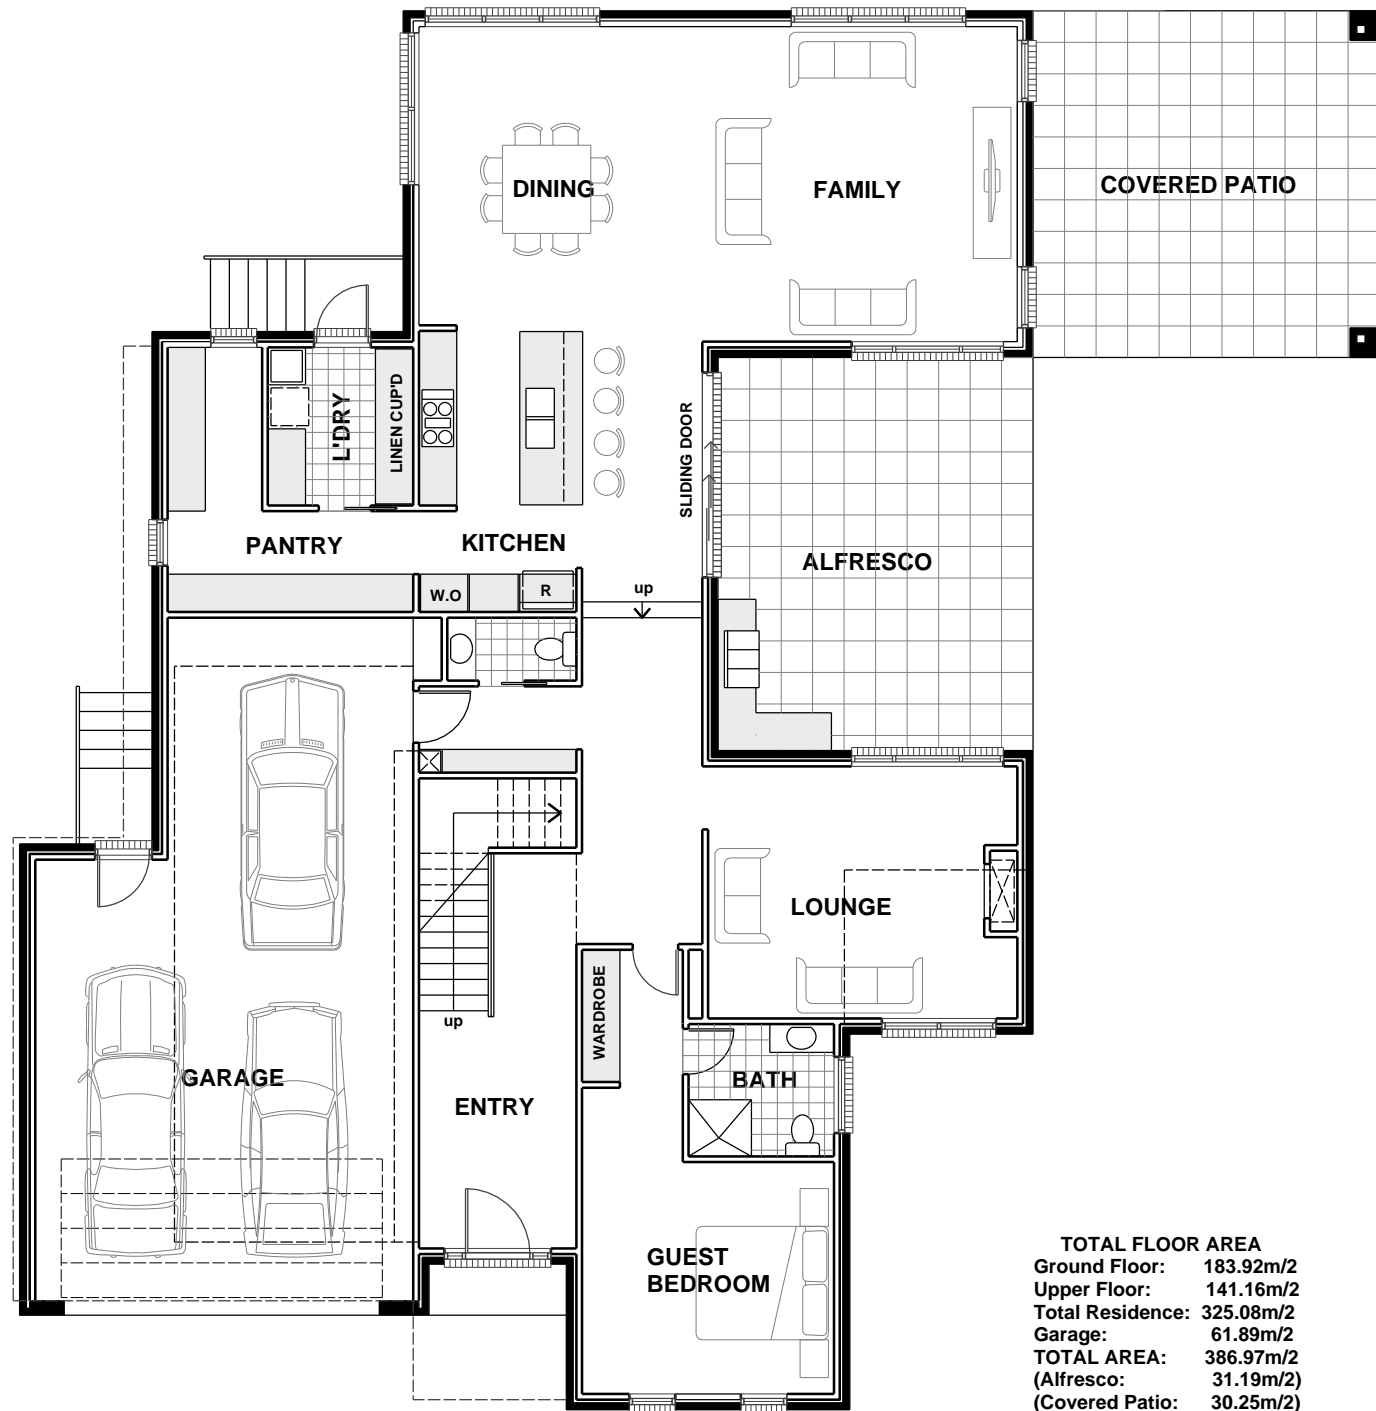 DINING
FAMILY
COVERED PATIO
L'DRY
LINEN CUP'D
SLIDING DOOR
PANTRY
KITCHEN
ALFRESCO
W.O
R
up
LOUNGE
WARDROBE
up
GARAGE
BATH
ENTRY
GUEST
BEDROOM
TOTAL FLOOR AREA
Ground Floor: 183.92m/2
Upper Floor: 141.16m/2
Total Residence: 325.08m/2
Garage: 61.89m/2
TOTAL AREA: 386.97m/2
(Alfresco: 31.19m/2)
(Covered Patio: 30.25m/2)